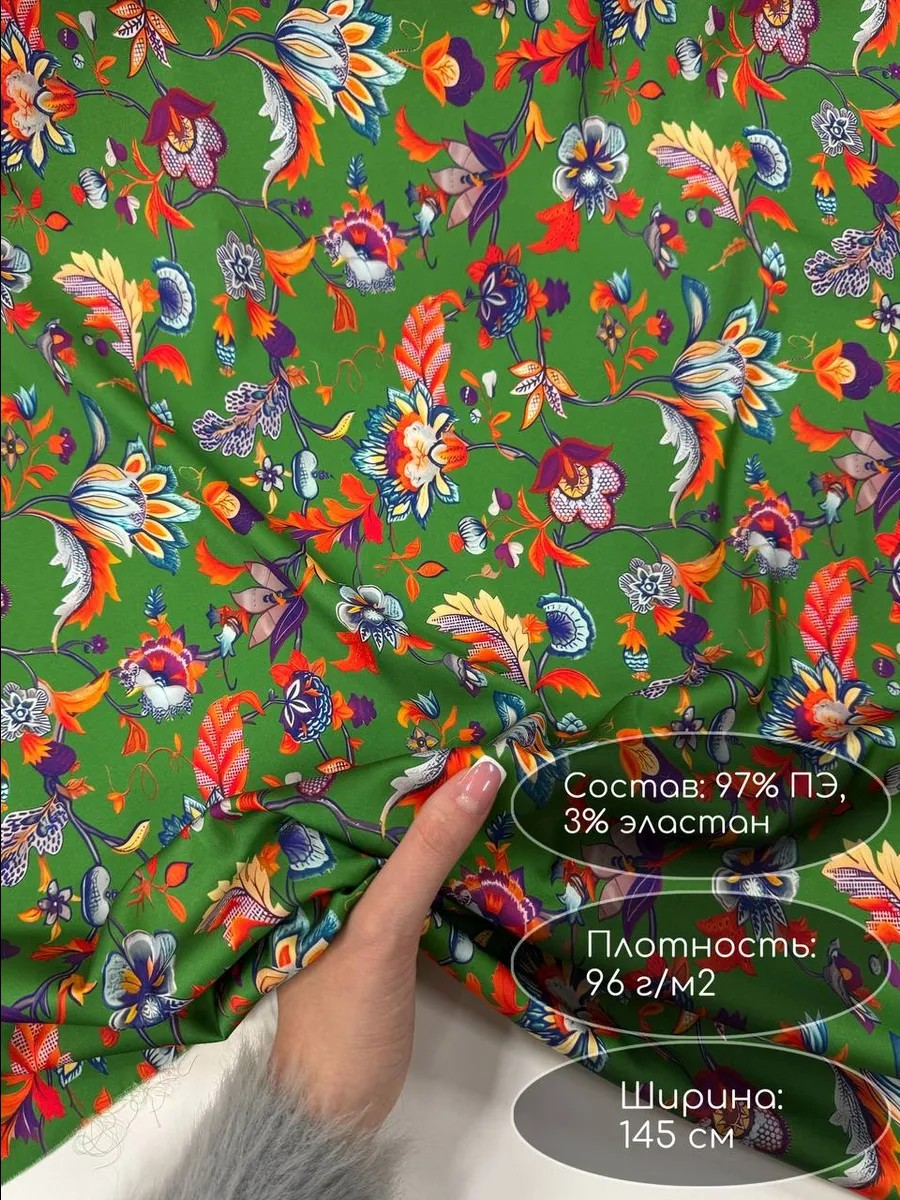 Состав: 97% ПЭ,
3% эластан
Плотность:
96 г/м2
Ширина:
145 см